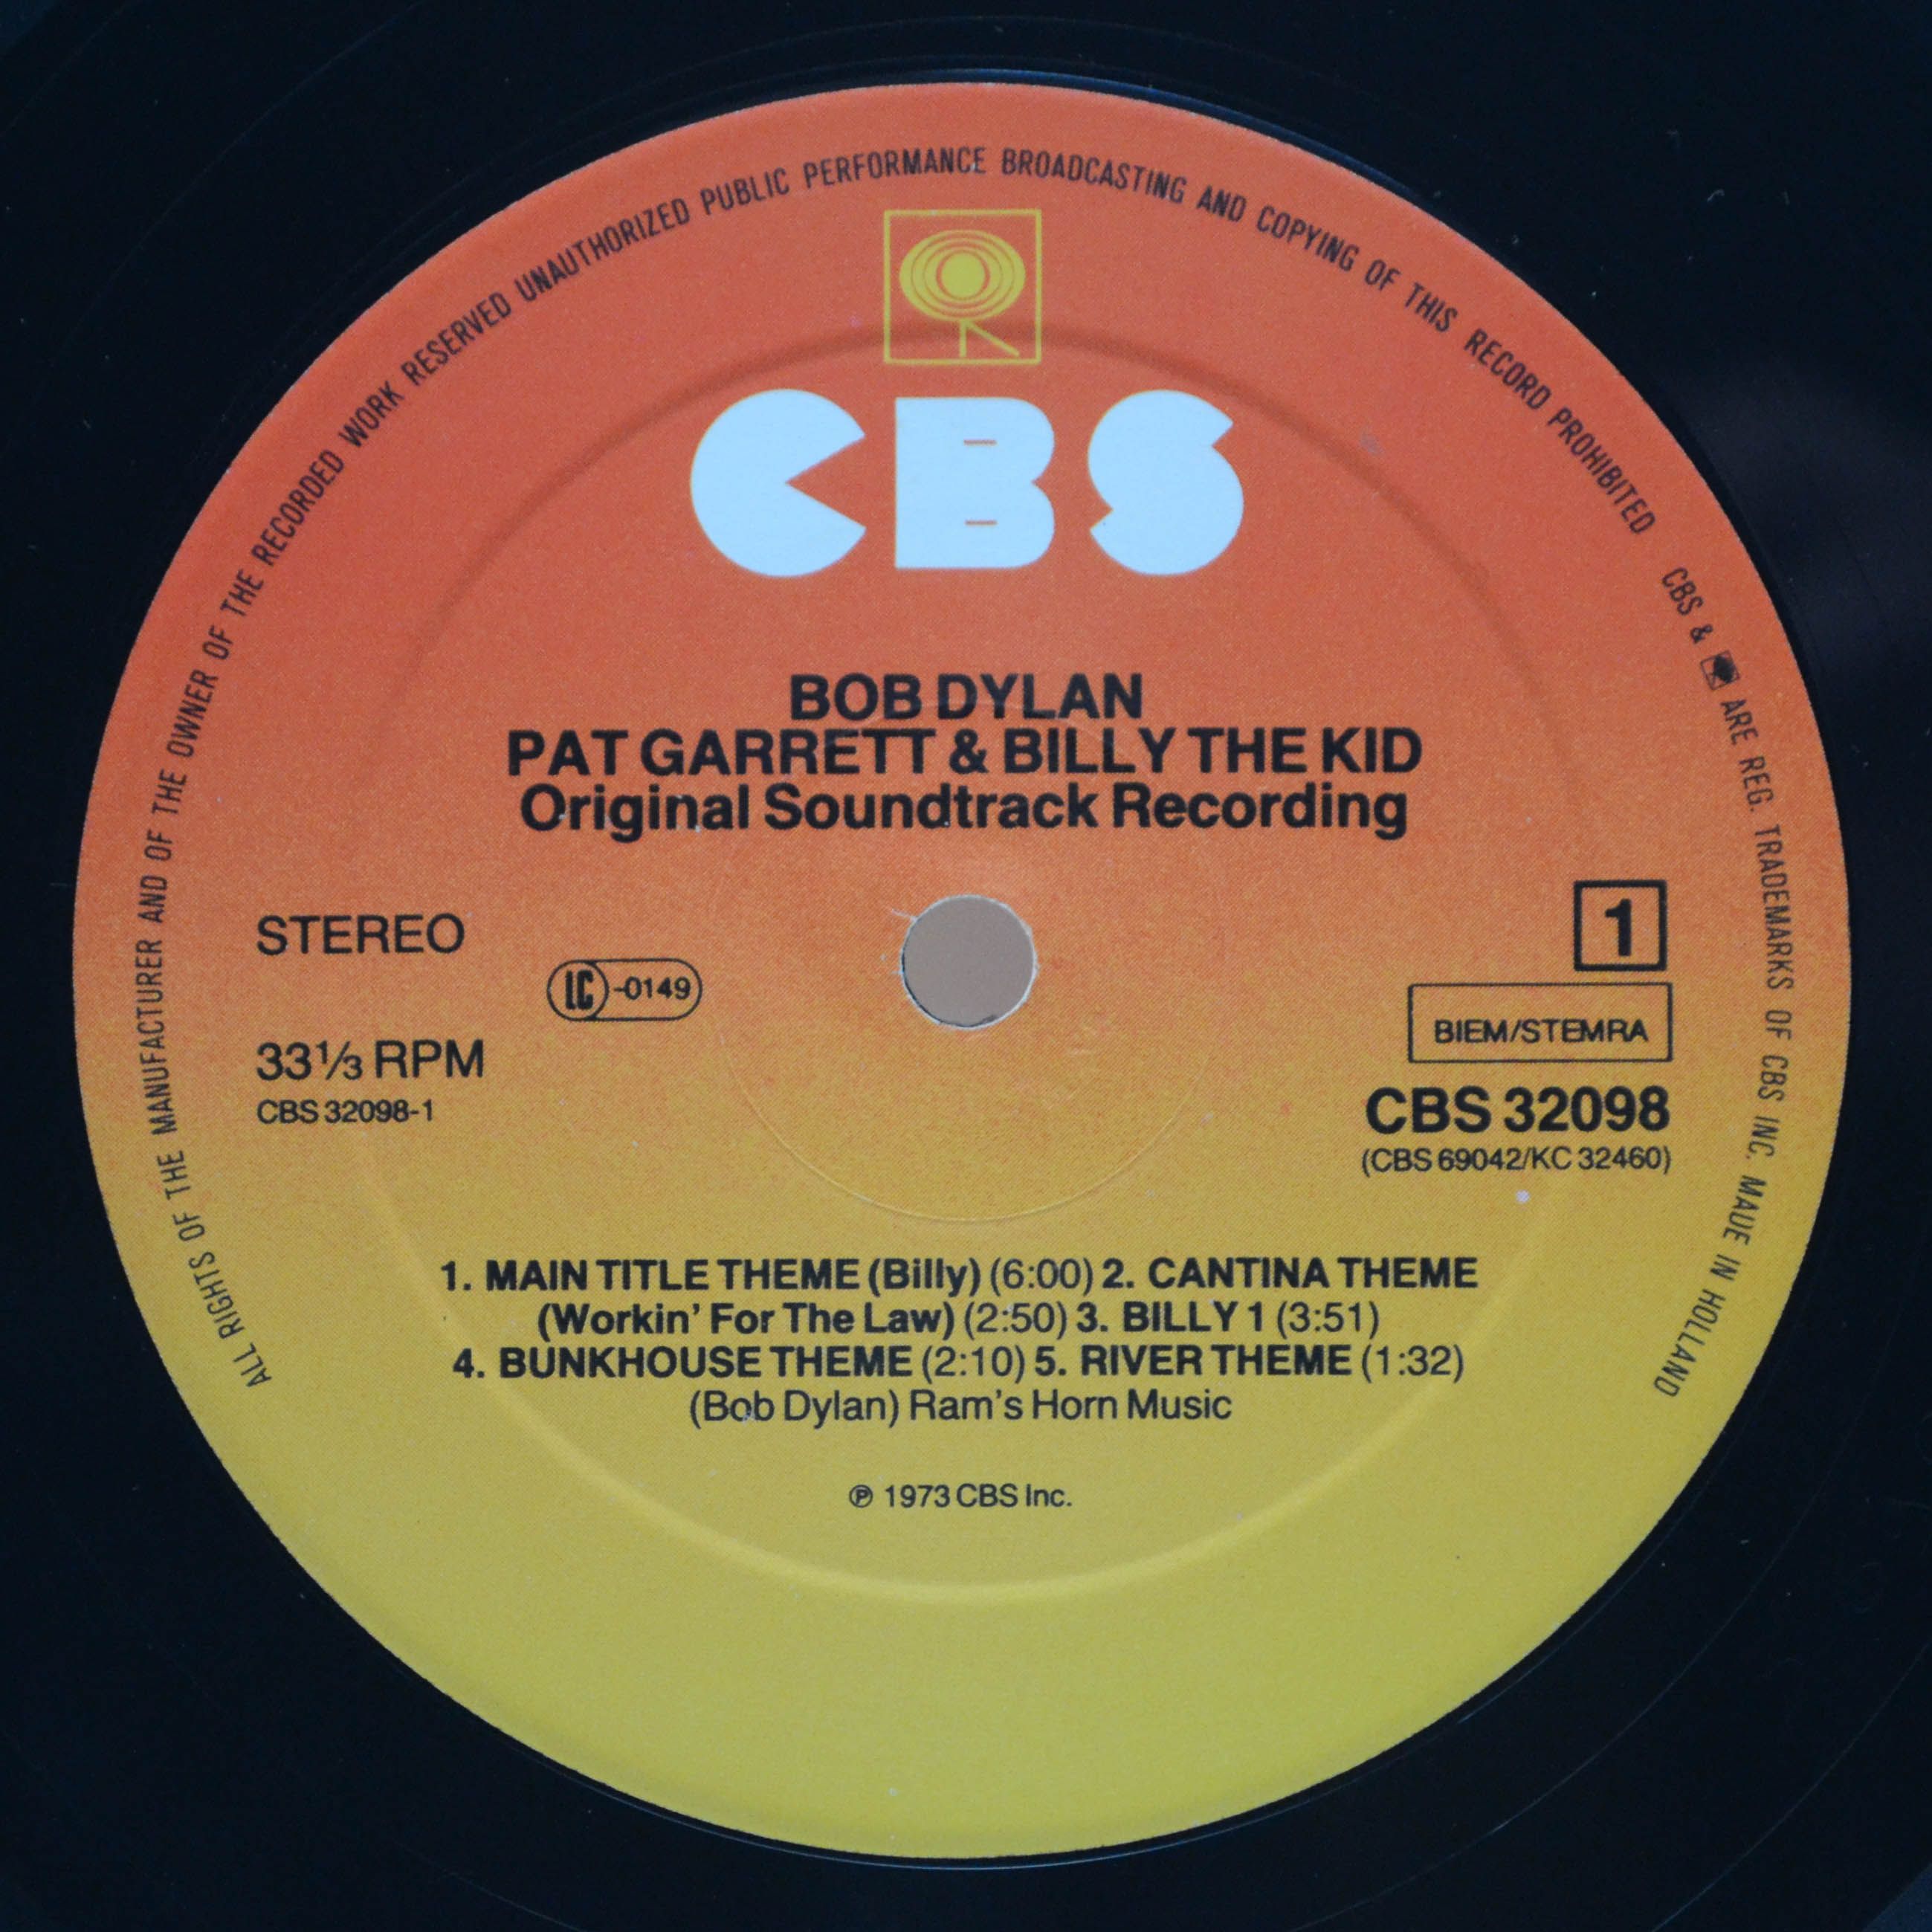 ALL RIGHTS OF THE MANUFACTURER AND OF THE OWNER OF THE RECORDED WORK RESERVED UNAUTHORIZED PUBLIC PERFORMANCE BROADCASTING AND COPYING OF THIS RECORD PROHIBITED
CBS & ARE REG. TRADEMARKS OF CBS INC. MADE IN HOLLAND
CBS
BOB DYLAN
PAT GARRETT & BILLY THE KID
Original Soundtrack Recording
STEREO
LC-0149
33⅓ RPM
CBS 32098-1
1
BIEM/STEMRA
CBS 32098
(CBS 69042/KC 32460)
1. MAIN TITLE THEME (Billy) (6:00) 2. CANTINA THEME
(Workin' For The Law) (2:50) 3. BILLY 1 (3:51)
4. BUNKHOUSE THEME (2:10) 5. RIVER THEME (1:32)
(Bob Dylan) Ram's Horn Music
℗ 1973 CBS Inc.